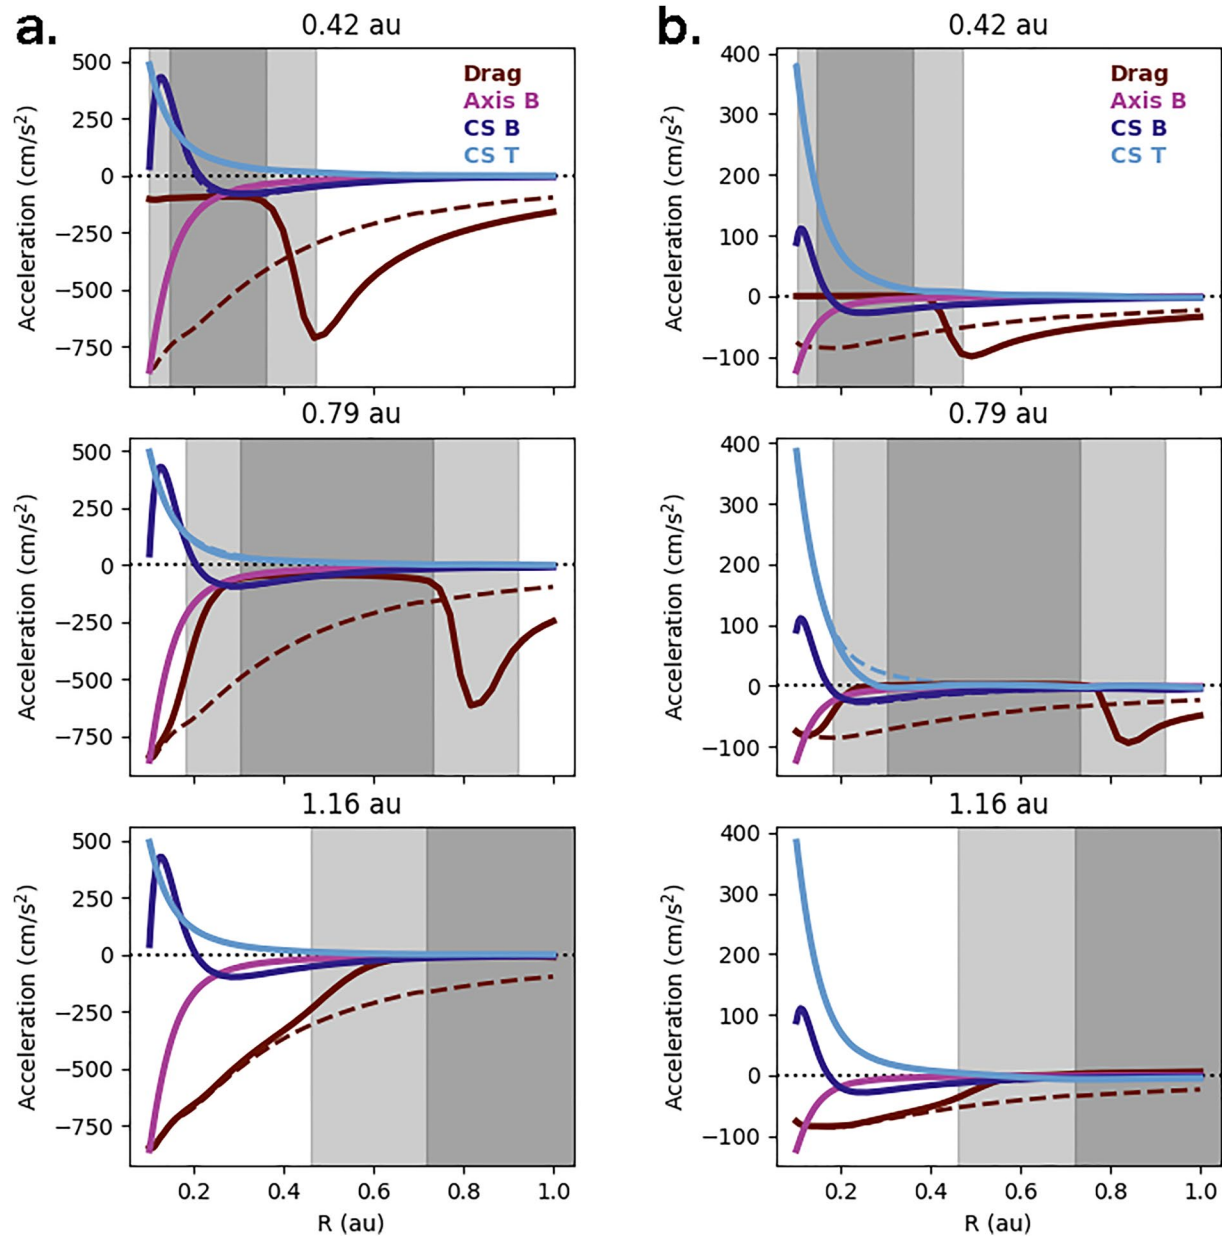 a.
0.42 au
500
250
0
−250
−500
−750
Acceleration (cm/s²)
Drag
Axis B
CS B
CS T
0.79 au
500
250
0
−250
−500
−750
Acceleration (cm/s²)
1.16 au
500
250
0
−250
−500
−750
Acceleration (cm/s²)
0.2 0.4 0.6 0.8 1.0
R (au)
b.
0.42 au
400
300
200
100
0
−100
Acceleration (cm/s²)
Drag
Axis B
CS B
CS T
0.79 au
400
300
200
100
0
−100
Acceleration (cm/s²)
1.16 au
400
300
200
100
0
−100
Acceleration (cm/s²)
0.2 0.4 0.6 0.8 1.0
R (au)